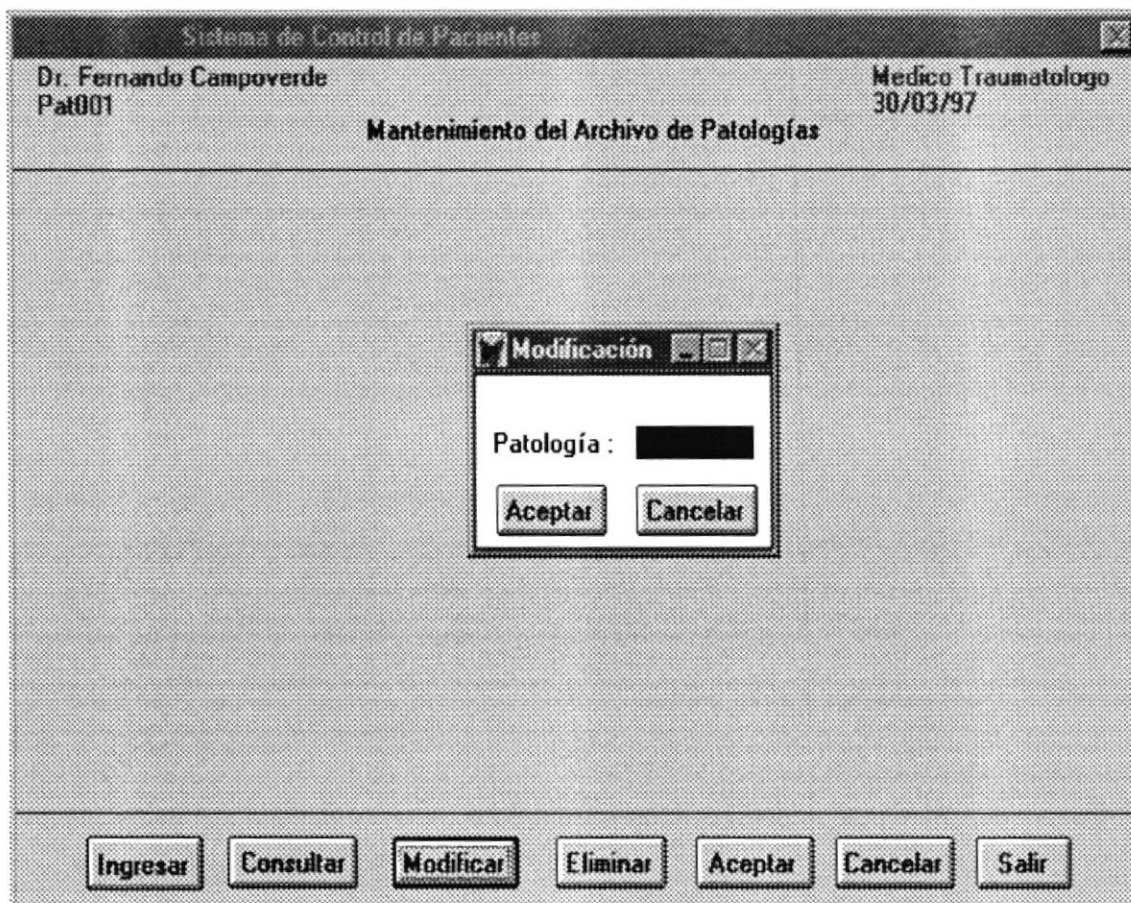 Sistema de Control de Pacientes
Dr. Fernando Campoverde
Medico Traumatologo
Pat001
30/03/97
Mantenimiento del Archivo de Patologías
Modificación
Patología :
Aceptar
Cancelar
Ingresar
Consultar
Modificar
Eliminar
Aceptar
Cancelar
Salir